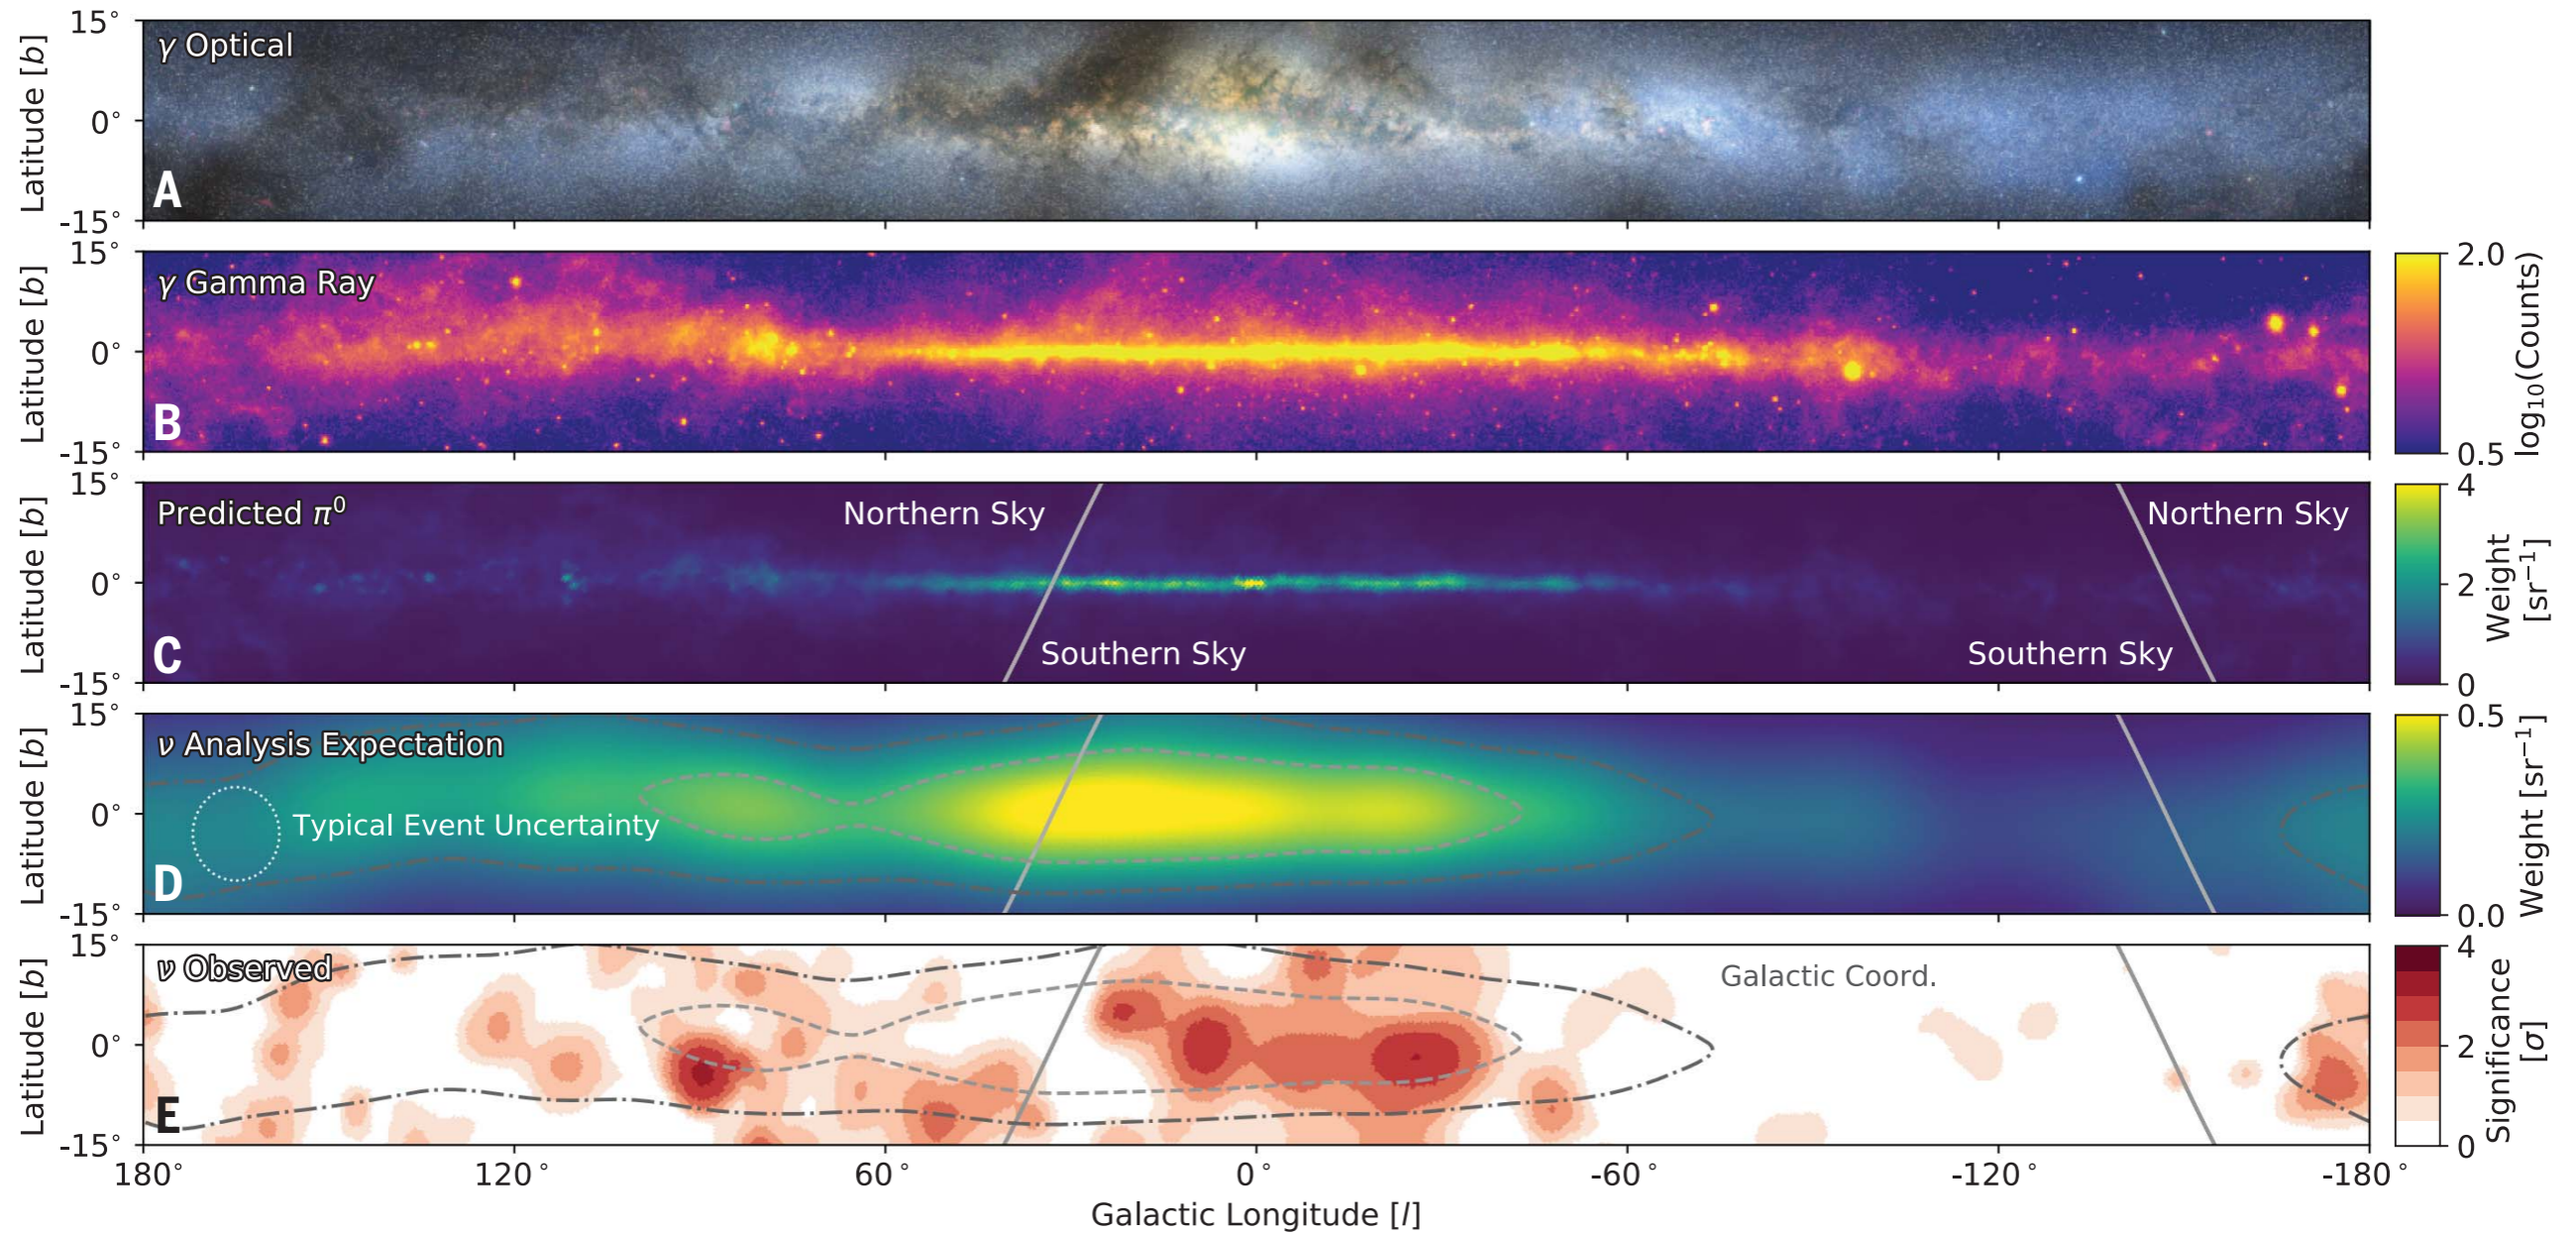 15°
γ Optical
Latitude [b]
0°
A
-15°
15°
γ Gamma Ray
Latitude [b]
0°
B
-15°
2.0
log₁₀(Counts)
0.5
15°
Predicted π⁰
Northern Sky
Northern Sky
Latitude [b]
0°
Southern Sky
Southern Sky
C
-15°
4
Weight
[sr⁻¹]
2
0
15°
ν Analysis Expectation
Latitude [b]
0°
Typical Event Uncertainty
D
-15°
0.5
Weight [sr⁻¹]
0.0
15°
ν Observed
Galactic Coord.
Latitude [b]
0°
E
-15°
4
Significance
[σ]
2
0
180°
120°
60°
0°
-60°
-120°
-180°
Galactic Longitude [l]